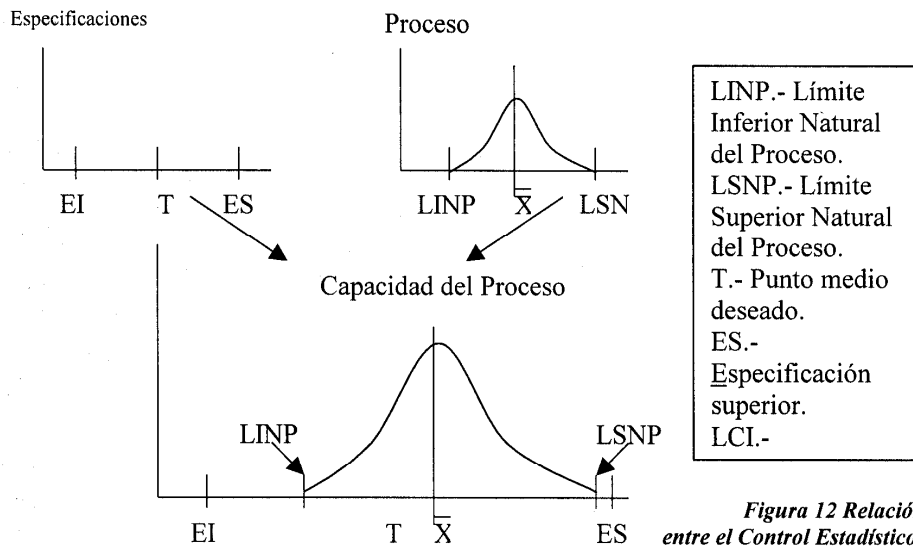 Especificaciones
Proceso
EI T ES
LINP X̅ LSN
Capacidad del Proceso
LINP
LSNP
EI T X̅ ES
LINP.- Límite
Inferior Natural
del Proceso.
LSNP.- Límite
Superior Natural
del Proceso.
T.- Punto medio
deseado.
ES.-
Especificación
superior.
LCI.-
Figura 12 Relació
entre el Control Estadístico